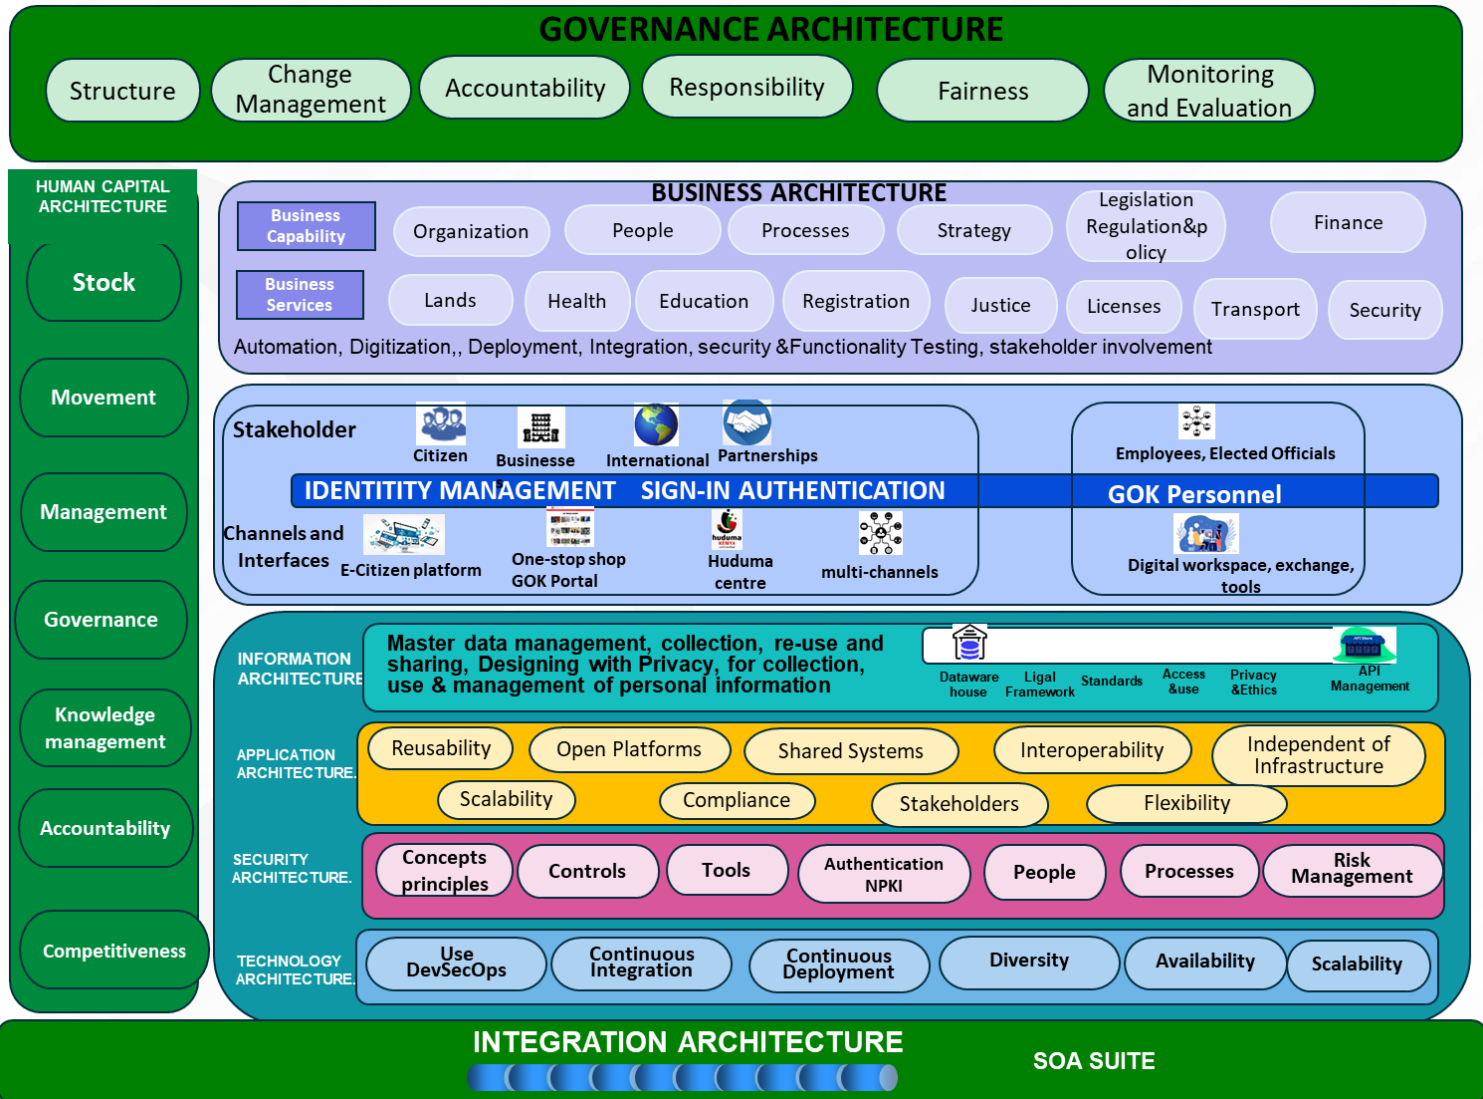 GOVERNANCE ARCHITECTURE
Structure
Change
Management
Accountability
Responsibility
Fairness
Monitoring
and Evaluation
HUMAN CAPITAL
ARCHITECTURE
Stock
Movement
Management
Governance
Knowledge
management
Accountability
Competitiveness
BUSINESS ARCHITECTURE
Business
Capability
Organization
People
Processes
Strategy
Legislation
Regulation&p
olicy
Finance
Business
Services
Lands
Health
Education
Registration
Justice
Licenses
Transport
Security
Automation, Digitization,, Deployment, Integration, security &Functionality Testing, stakeholder involvement
Stakeholder
Citizen
Businesse
s
International
Partnerships
Employees, Elected Officials
IDENTITITY MANAGEMENT SIGN-IN AUTHENTICATION
GOK Personnel
Channels and
Interfaces
E-Citizen platform
One-stop shop
GOK Portal
huduma
KENYA
Huduma
centre
multi-channels
Digital workspace, exchange,
tools
INFORMATION
ARCHITECTURE
Master data management, collection, re-use and
sharing, Designing with Privacy, for collection,
use & management of personal information
Dataware
house
Ligal
Framework
Standards
Access
&use
Privacy
&Ethics
API
Management
APPLICATION
ARCHITECTURE.
Reusability
Open Platforms
Shared Systems
Interoperability
Independent of
Infrastructure
Scalability
Compliance
Stakeholders
Flexibility
SECURITY
ARCHITECTURE.
Concepts
principles
Controls
Tools
Authentication
NPKI
People
Processes
Risk
Management
TECHNOLOGY
ARCHITECTURE.
Use
DevSecOps
Continuous
Integration
Continuous
Deployment
Diversity
Availability
Scalability
INTEGRATION ARCHITECTURE
SOA SUITE